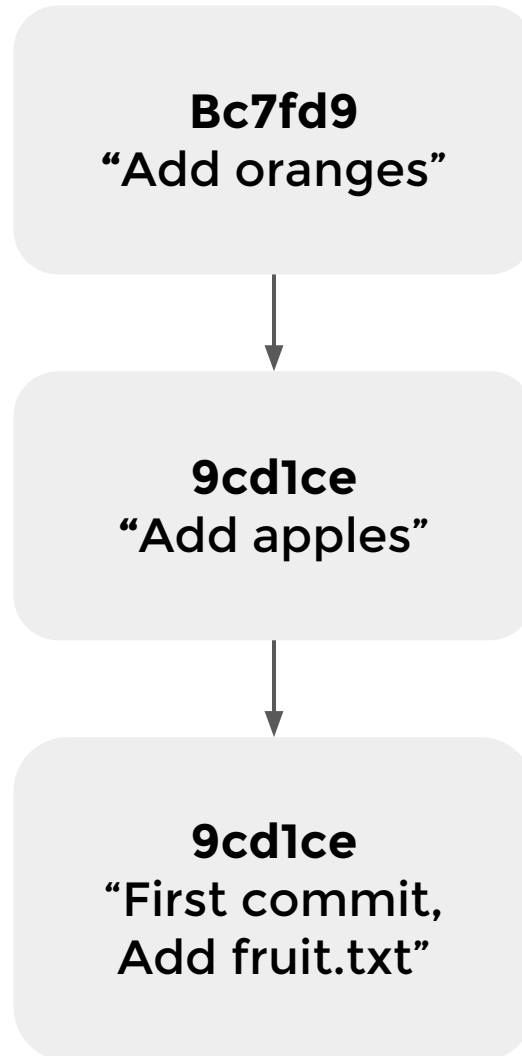 Bc7fd9
“Add oranges”
9cd1ce
“Add apples”
9cd1ce
“First commit,
Add fruit.txt”